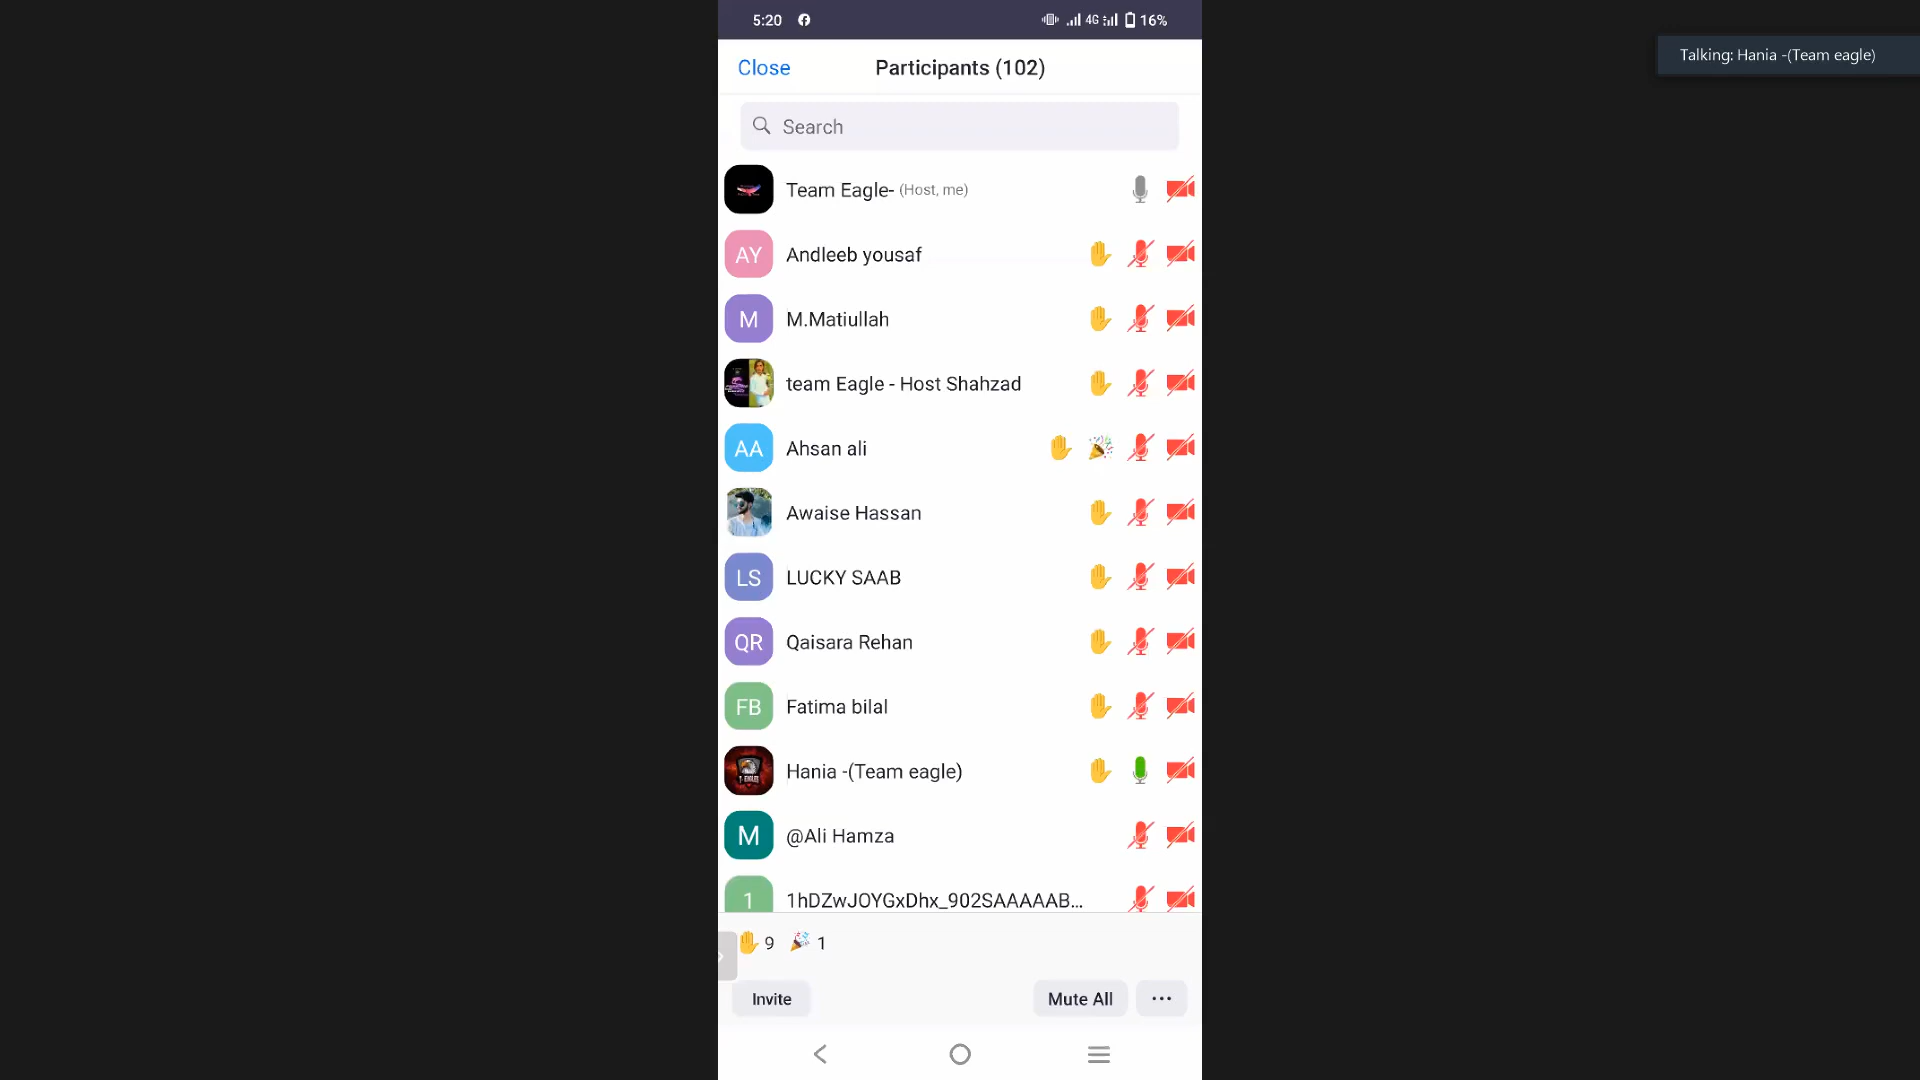 5:20
4G
16%
Talking: Hania -(Team eagle)
Close
Participants (102)
Search
Team Eagle- (Host, me)
AY
Andleeb yousaf
M
M.Matiullah
team Eagle - Host Shahzad
AA
Ahsan ali
Awaise Hassan
LS
LUCKY SAAB
QR
Qaisara Rehan
FB
Fatima bilal
Hania -(Team eagle)
M
@Ali Hamza
1
1hDZwJOYGxDhx_902SAAAAAB...
9
1
Invite
Mute All